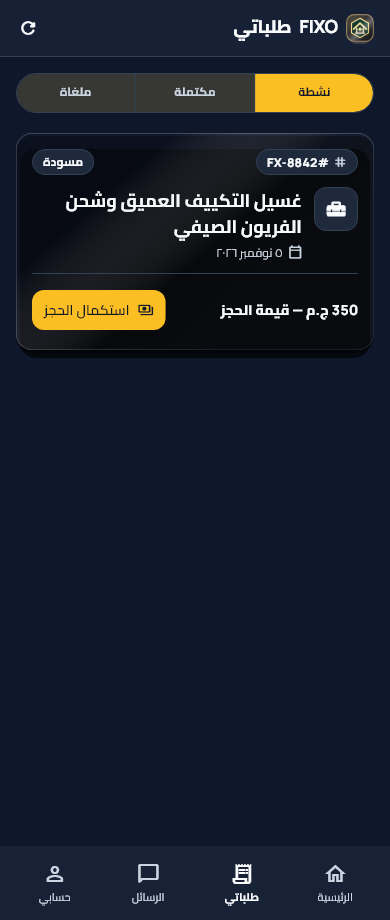 FIXO طلباتي
نشطة
مكتملة
ملغاة
FX-8842#
مسودة
غسيل التكييف العميق وشحن
الفريون الصيفي
٥ نوفمبر ٢٠٢٦
350 ج.م — قيمة الحجز
استكمال الحجز
الرئيسية
طلباتي
الرسائل
حسابي